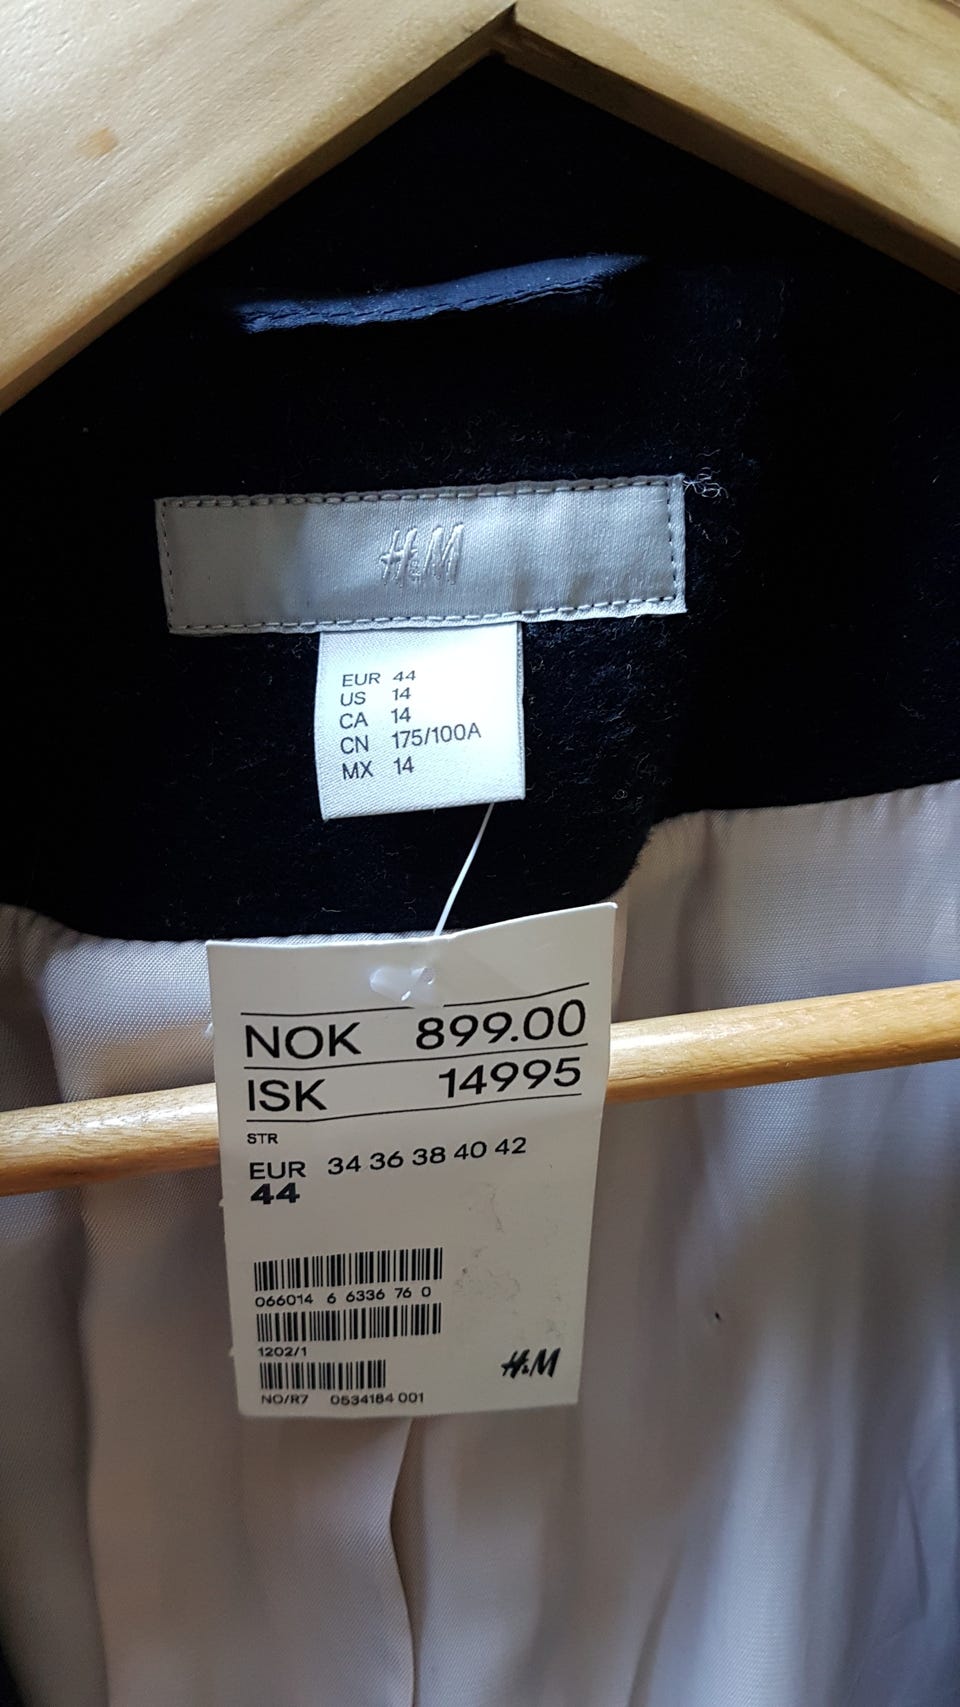 H&M
EUR 44
US 14
CA 14
CN 175/100A
MX 14
NOK 899.00
ISK 14995
STR
EUR 34 36 38 40 42
44
066014 6 6336 76 0
1202/1
H&M
NO/R7 0534184 001